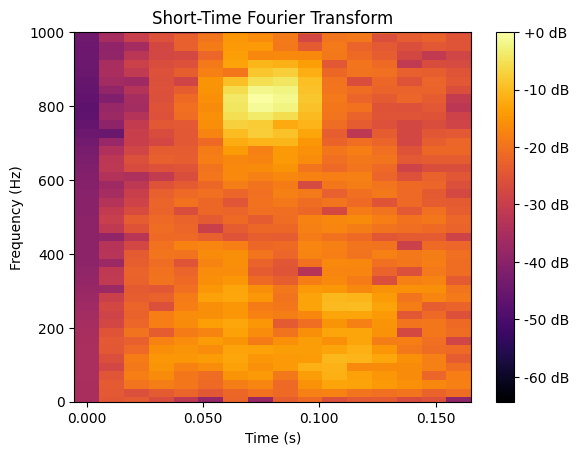 Short-Time Fourier Transform
1000
800
600
400
200
0
Frequency (Hz)
0.000
0.050
0.100
0.150
Time (s)
+0 dB
-10 dB
-20 dB
-30 dB
-40 dB
-50 dB
-60 dB